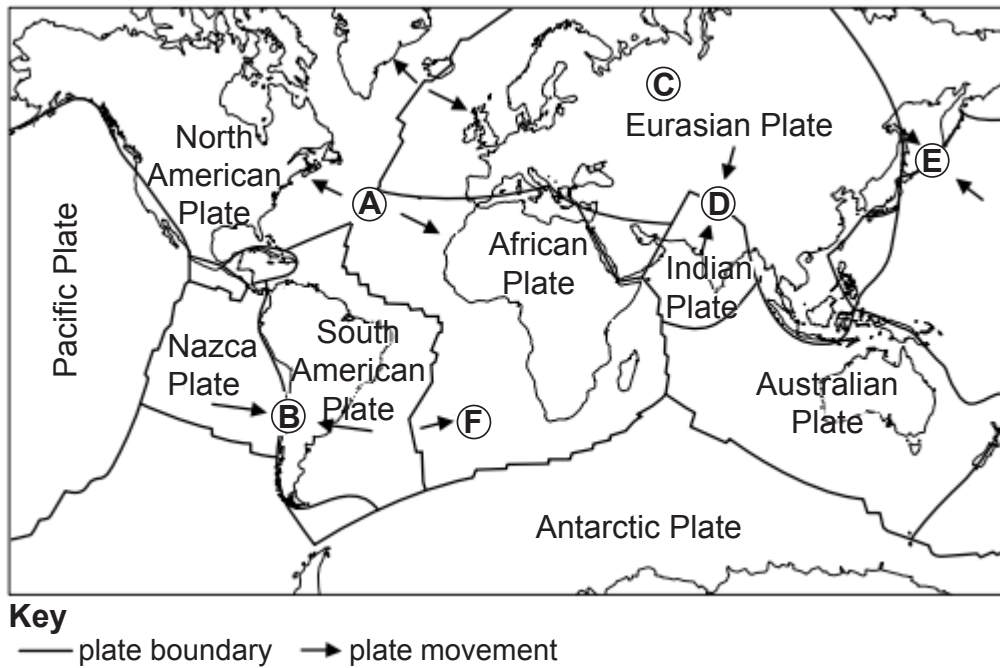 C
Eurasian Plate
North
American
Plate
E
A
D
African
Plate
Indian
Plate
Pacific Plate
Nazca
Plate
South
American
Plate
B
F
Australian
Plate
Antarctic Plate
Key
plate boundary
plate movement